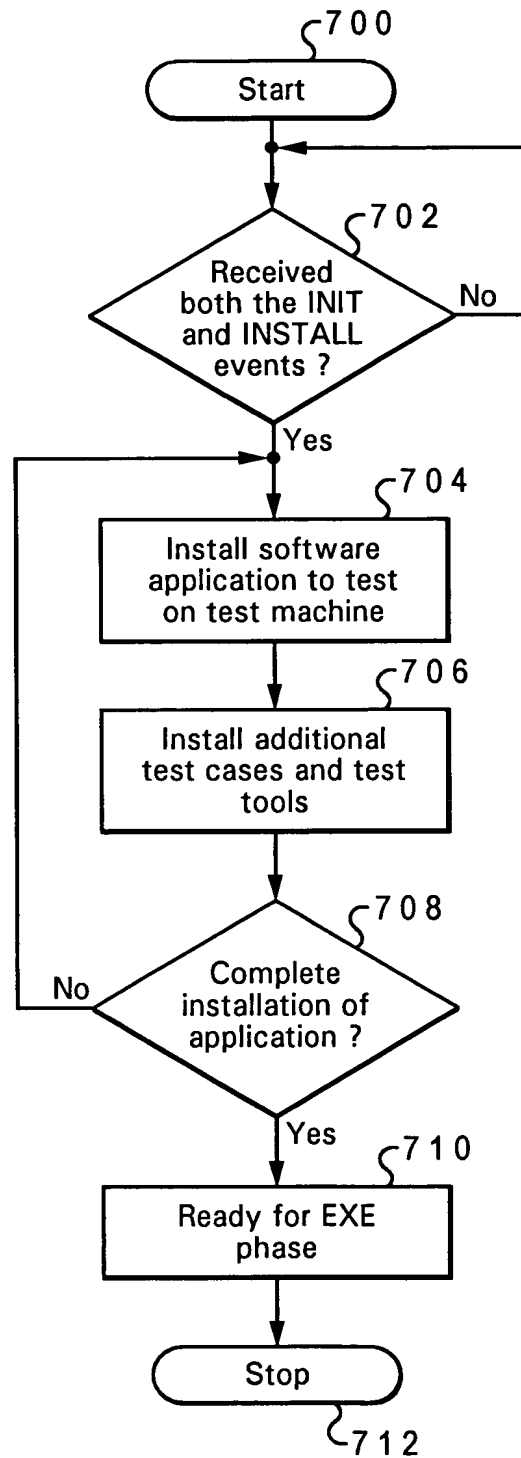 700
Start
702
Received
both the INIT
and INSTALL
events ?
No
Yes
704
Install software
application to test
on test machine
706
Install additional
test cases and test
tools
708
Complete
installation of
application ?
No
Yes
710
Ready for EXE
phase
Stop
712